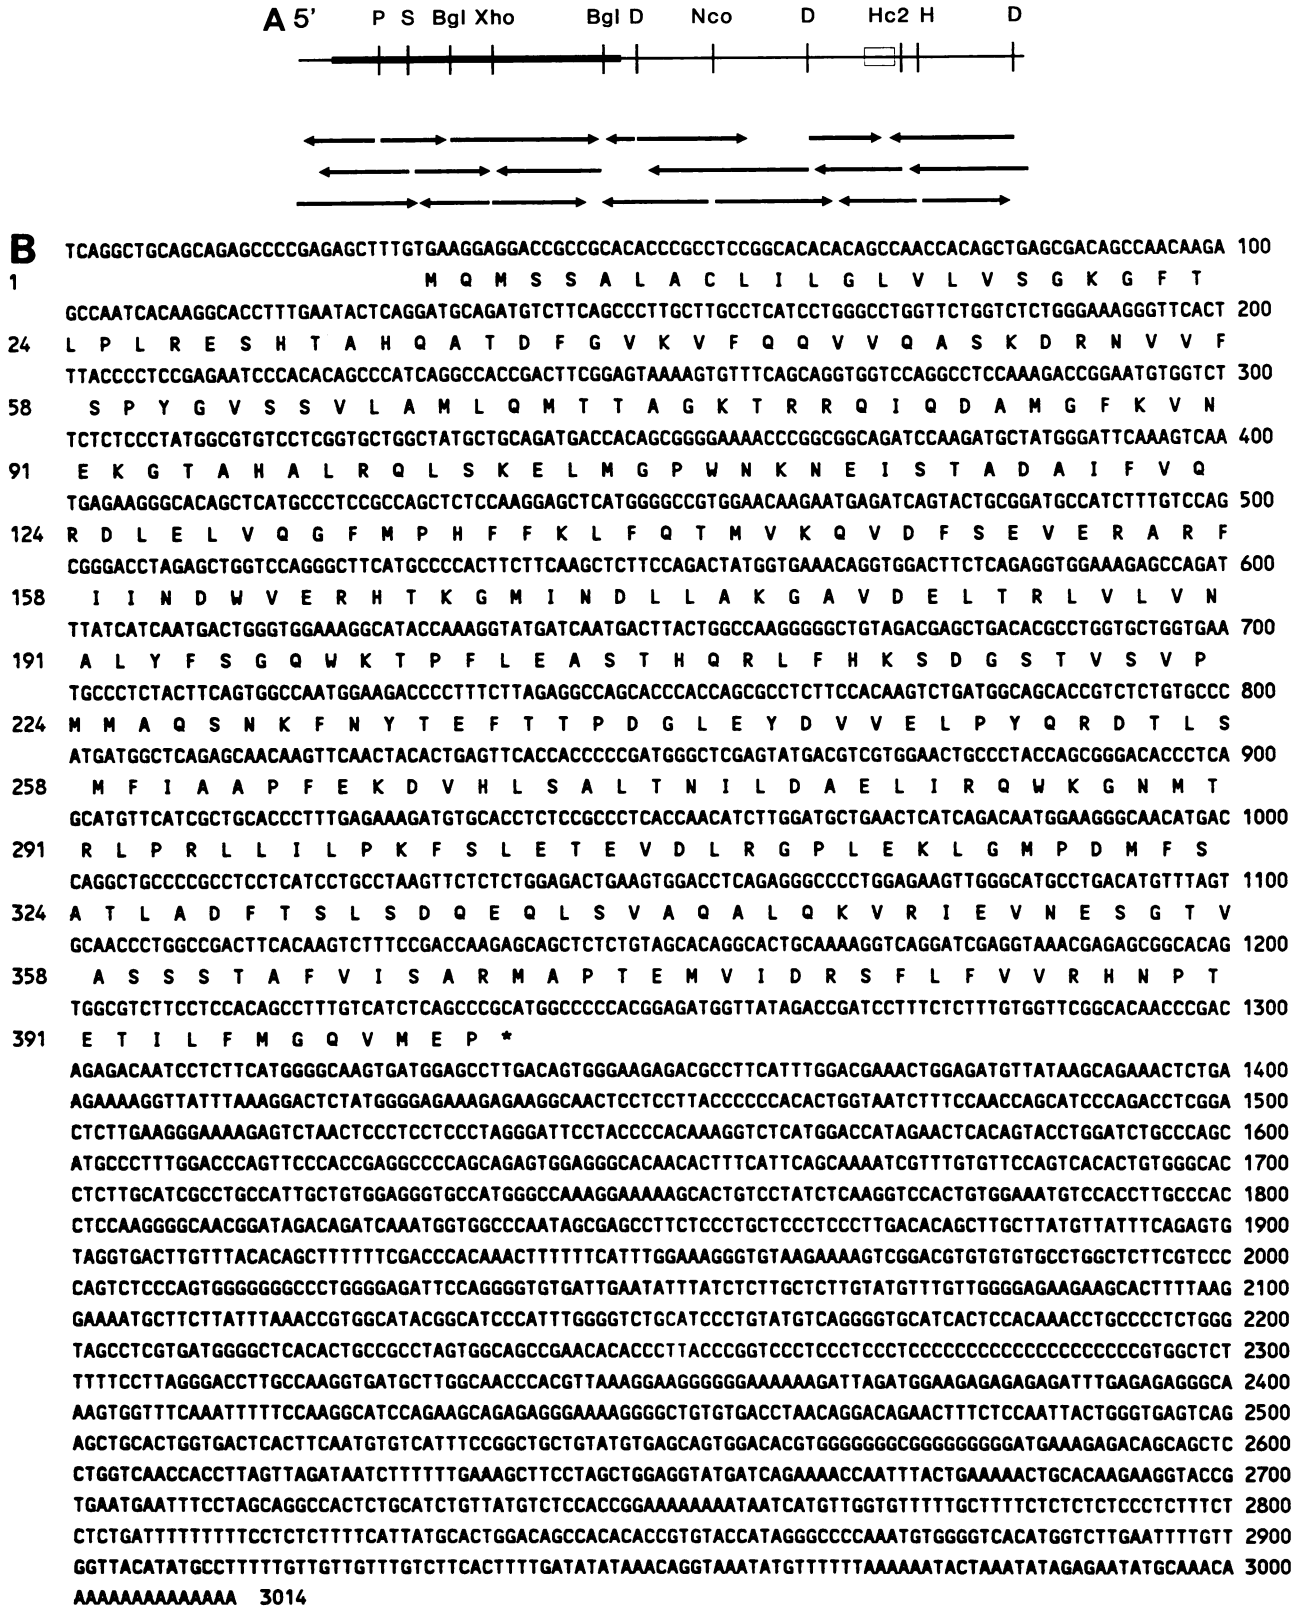 A 5' P S Bgl Xho Bgl D Nco D Hc2 H D
B TCAGGCTGCAGCAGAGCCCCGAGAGCTTTGTGAAGGAGGACCGCCGCACACCCGCCTCCGGCACACACAGCCAACCACAGCTGAGCGACAGCCAACAAGA 100
1 M Q M S S A L A C L I L G L V L V S G K G F T
GCCAATCACAAGGCACCTTTGAATACTCAGGATGCAGATGTCTTCAGCCCTTGCTTGCCTCATCCTGGGCCTGGTTCTGGTCTCTGGGAAAGGGTTCACT 200
24 L P L R E S H T A H Q A T D F G V K V F Q Q V V Q A S K D R N V V F
TTACCCCTCCGAGAATCCCACACAGCCCATCAGGCCACCGACTTCGGAGTAAAAGTGTTTCAGCAGGTGGTCCAGGCCTCCAAAGACCGGAATGTGGTCT 300
58 S P Y G V S S V L A M L Q M T T A G K T R R Q I Q D A M G F K V N
TCTCTCCCTATGGCGTGTCCTCGGTGCTGGCTATGCTGCAGATGACCACAGCGGGGAAAACCCGGCGGCAGATCCAAGATGCTATGGGATTCAAAGTCAA 400
91 E K G T A H A L R Q L S K E L M G P W N K N E I S T A D A I F V Q
TGAGAAGGGCACAGCTCATGCCCTCCGCCAGCTCTCCAAGGAGCTCATGGGGCCGTGGAACAAGAATGAGATCAGTACTGCGGATGCCATCTTTGTCCAG 500
124 R D L E L V Q G F M P H F F K L F Q T M V K Q V D F S E V E R A R F
CGGGACCTAGAGCTGGTCCAGGGCTTCATGCCCCACTTCTTCAAGCTCTTCCAGACTATGGTGAAACAGGTGGACTTCTCAGAGGTGGAAAGAGCCAGAT 600
158 I I N D W V E R H T K G M I N D L L A K G A V D E L T R L V L V N
TTATCATCAATGACTGGGTGGAAAGGCATACCAAAGGTATGATCAATGACTTACTGGCCAAGGGGGCTGTAGACGAGCTGACACGCCTGGTGCTGGTGAA 700
191 A L Y F S G Q W K T P F L E A S T H Q R L F H K S D G S T V S V P
TGCCCTCTACTTCAGTGGCCAATGGAAGACCCCTTTCTTAGAGGCCAGCACCCACCAGCGCCTCTTCCACAAGTCTGATGGCAGCACCGTCTCTGTGCCC 800
224 M M A Q S N K F N Y T E F T T P D G L E Y D V V E L P Y Q R D T L S
ATGATGGCTCAGAGCAACAAGTTCAACTACACTGAGTTCACCACCCCCGATGGGCTCGAGTATGACGTCGTGGAACTGCCCTACCAGCGGGACACCCTCA 900
258 M F I A A P F E K D V H L S A L T N I L D A E L I R Q W K G N M T
GCATGTTCATCGCTGCACCCTTTGAGAAAGATGTGCACCTCTCCGCCCTCACCAACATCTTGGATGCTGAACTCATCAGACAATGGAAGGGCAACATGAC 1000
291 R L P R L L I L P K F S L E T E V D L R G P L E K L G M P D M F S
CAGGCTGCCCCGCCTCCTCATCCTGCCTAAGTTCTCTCTGGAGACTGAAGTGGACCTCAGAGGGCCCCTGGAGAAGTTGGGCATGCCTGACATGTTTAGT 1100
324 A T L A D F T S L S D Q E Q L S V A Q A L Q K V R I E V N E S G T V
GCAACCCTGGCCGACTTCACAAGTCTTTCCGACCAAGAGCAGCTCTCTGTAGCACAGGCACTGCAAAAGGTCAGGATCGAGGTAAACGAGAGCGGCACAG 1200
358 A S S S T A F V I S A R M A P T E M V I D R S F L F V V R H N P T
TGGCGTCTTCCTCCACAGCCTTTGTCATCTCAGCCCGCATGGCCCCCACGGAGATGGTTATAGACCGATCCTTTCTCTTTGTGGTTCGGCACAACCCGAC 1300
391 E T I L F M G Q V M E P *
AGAGACAATCCTCTTCATGGGGCAAGTGATGGAGCCTTGACAGTGGGAAGAGACGCCTTCATTTGGACGAAACTGGAGATGTTATAAGCAGAAACTCTGA 1400
AGAAAAGGTTATTTAAAGGACTCTATGGGGAGAAAGAGAAGGCAACTCCTCCTTACCCCCCACACTGGTAATCTTTCCAACCAGCATCCCAGACCTCGGA 1500
CTCTTGAAGGGAAAAGAGTCTAACTCCCTCCTCCCTAGGGATTCCTACCCCACAAAGGTCTCATGGACCATAGAACTCACAGTACCTGGATCTGCCCAGC 1600
ATGCCCTTTGGACCCAGTTCCCACCGAGGCCCCAGCAGAGTGGAGGGCACAACACTTTCATTCAGCAAAATCGTTTGTGTTCCAGTCACACTGTGGGCAC 1700
CTCTTGCATCGCCTGCCATTGCTGTGGAGGGTGCCATGGGCCAAAGGAAAAAGCACTGTCCTATCTCAAGGTCCACTGTGGAAATGTCCACCTTGCCCAC 1800
CTCCAAGGGGCAACGGATAGACAGATCAAATGGTGGCCCAATAGCGAGCCTTCTCCCTGCTCCCTCCCTTGACACAGCTTGCTTATGTTATTTCAGAGTG 1900
TAGGTGACTTGTTTACACAGCTTTTTTCGACCCACAAACTTTTTTCATTTGGAAAGGGTGTAAGAAAAGTCGGACGTGTGTGTGCCTGGCTCTTCGTCCC 2000
CAGTCTCCCAGTGGGGGGGCCCTGGGGAGATTCCAGGGGTGTGATTGAATATTTATCTCTTGCTCTTGTATGTTTGTTGGGGAGAAGAAGCACTTTTAAG 2100
GAAAATGCTTCTTATTTAAACCGTGGCATACGGCATCCCATTTGGGGTCTGCATCCCTGTATGTCAGGGGTGCATCACTCCACAAACCTGCCCCTCTGGG 2200
TAGCCTCGTGATGGGGCTCACACTGCCGCCTAGTGGCAGCCGAACACACCCTTACCCGGTCCCTCCCTCCCTCCCCCCCCCCCCCCCCCCCCCGTGGCTCT 2300
TTTTCCTTAGGGACCTTGCCAAGGTGATGCTTGGCAACCCACGTTAAAGGAAGGGGGGAAAAAAGATTAGATGGAAGAGAGAGAGATTTGAGAGAGGGCA 2400
AAGTGGTTTCAAATTTTTCCAAGGCATCCAGAAGCAGAGAGGGAAAAGGGGCTGTGTGACCTAACAGGACAGAACTTTCTCCAATTACTGGGTGAGTCAG 2500
AGCTGCACTGGTGACTCACTTCAATGTGTCATTTCCGGCTGCTGTATGTGAGCAGTGGACACGTGGGGGGGCGGGGGGGGGATGAAAGAGACAGCAGCTC 2600
CTGGTCAACCACCTTAGTTAGATAATCTTTTTTGAAAGCTTCCTAGCTGGAGGTATGATCAGAAAACCAATTTACTGAAAAACTGCACAAGAAGGTACCG 2700
TGAATGAATTTCCTAGCAGGCCACTCTGCATCTGTTATGTCTCCACCGGAAAAAAAATAATCATGTTGGTGTTTTTGCTTTTCTCTCTCTCCCTCTTTCT 2800
CTCTGATTTTTTTTTCCTCTCTTTTCATTATGCACTGGACAGCCACACACCGTGTACCATAGGGCCCCAAATGTGGGGTCACATGGTCTTGAATTTTGTT 2900
GGTTACATATGCCTTTTTGTTGTTGTTTGTCTTCACTTTTGATATATAAACAGGTAAATATGTTTTTTAAAAAATACTAAATATAGAGAATATGCAAACA 3000
AAAAAAAAAAAAAA 3014